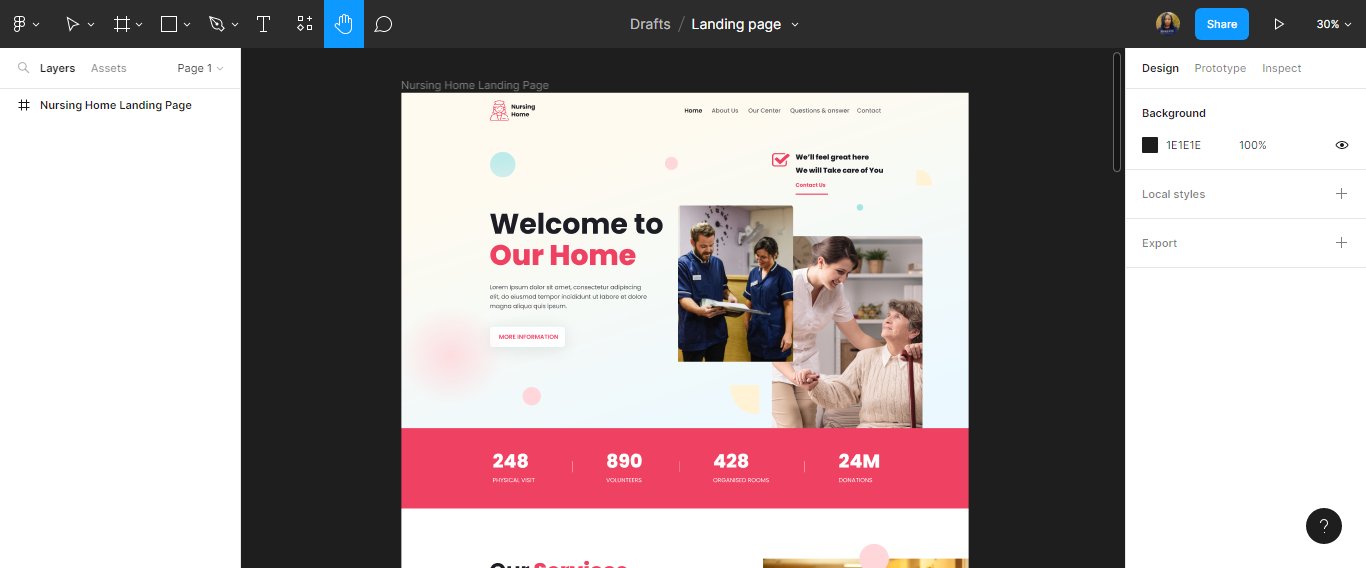 Drafts / Landing page
Share
30%
Layers
Assets
Page 1
Nursing Home Landing Page
Nursing Home Landing Page
Nursing
Home
Home
About Us
Our Center
Questions & answer
Contact
We'll feel great here
We will Take care of You
Contact Us
Welcome to
Our Home
Lorem ipsum dolor sit amet, consectetur adipiscing
elit, do eiusmod tempor incididunt ut labore et dolore
magna aliqua quis ipsum.
MORE INFORMATION
248
PHYSICAL VISIT
890
VOLUNTEERS
428
ORGANISED ROOMS
24M
DONATIONS
Our Services
Design
Prototype
Inspect
Background
1E1E1E
100%
Local styles
Export
?